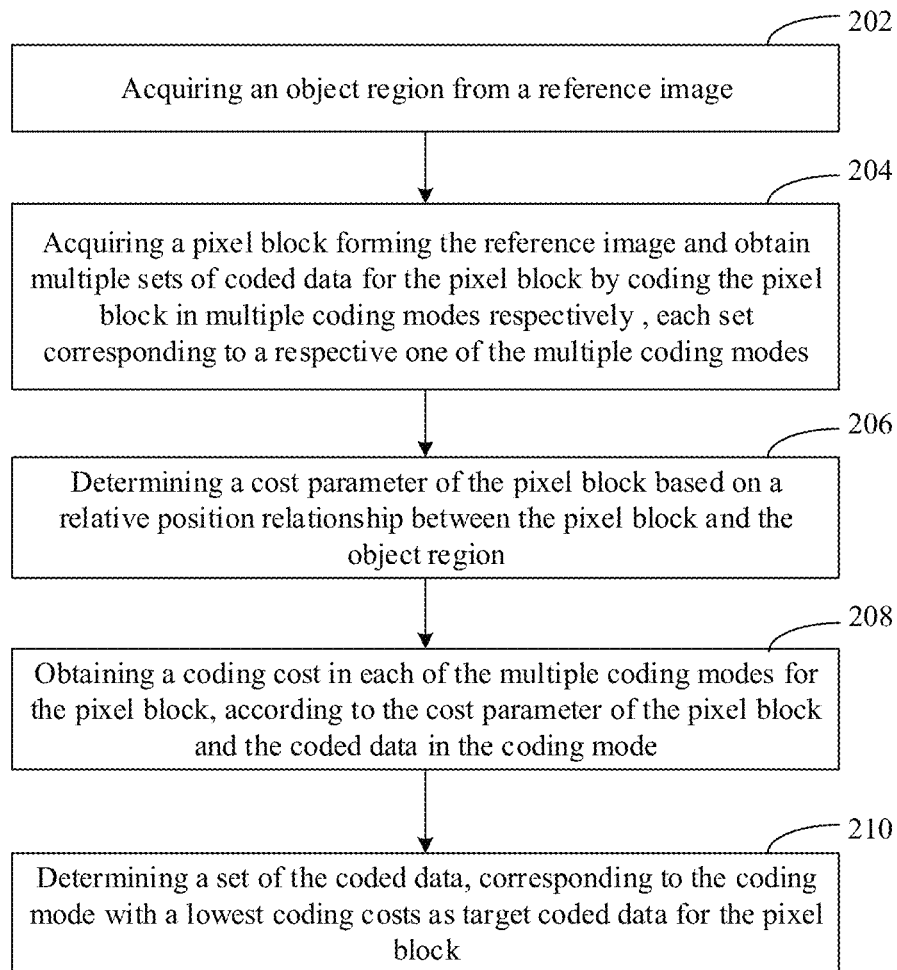 202
Acquiring an object region from a reference image
204
Acquiring a pixel block forming the reference image and obtain
multiple sets of coded data for the pixel block by coding the pixel
block in multiple coding modes respectively , each set
corresponding to a respective one of the multiple coding modes
206
Determining a cost parameter of the pixel block based on a
relative position relationship between the pixel block and the
object region
208
Obtaining a coding cost in each of the multiple coding modes for
the pixel block, according to the cost parameter of the pixel block
and the coded data in the coding mode
210
Determining a set of the coded data, corresponding to the coding
mode with a lowest coding costs as target coded data for the pixel
block